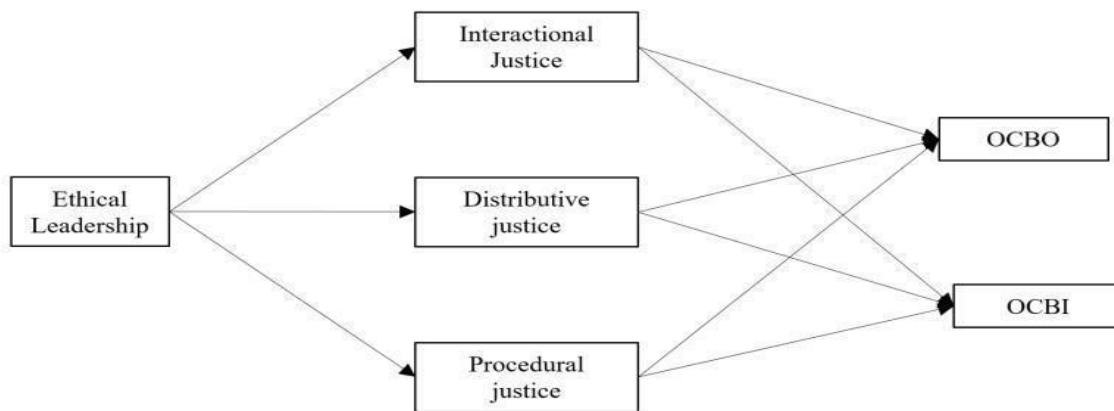 Interactional
Justice
OCBO
Ethical
Leadership
Distributive
justice
OCBI
Procedural
justice